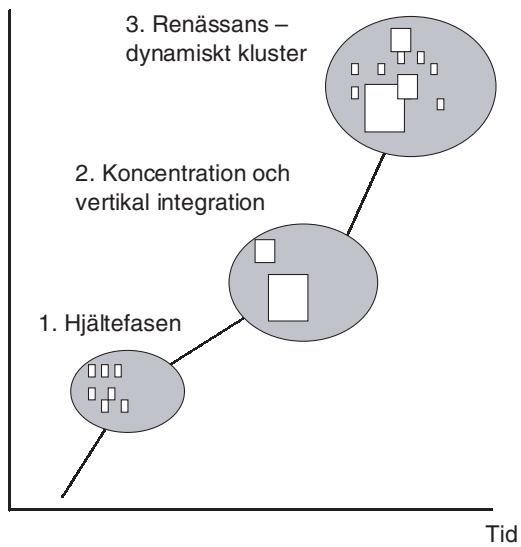 3. Renässans –
dynamiskt kluster
2. Koncentration och
vertikal integration
1. Hjältefasen
Tid